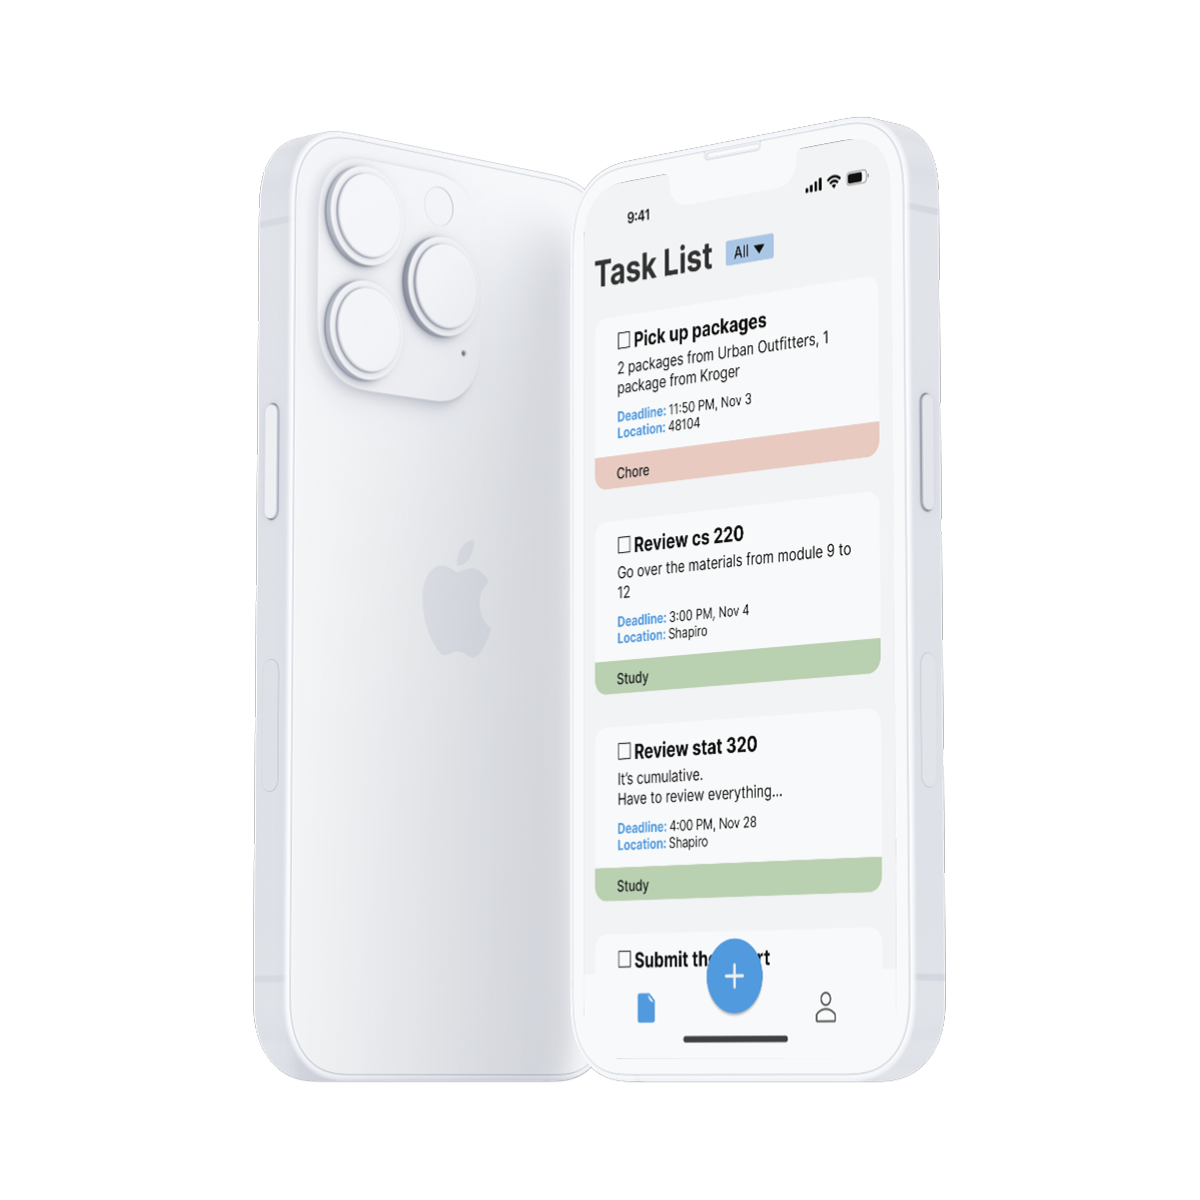 9:41
Task List
All ▼
Pick up packages
2 packages from Urban Outfitters, 1
package from Kroger
Deadline: 11:50 PM, Nov 3
Location: 48104
Chore
Review cs 220
Go over the materials from module 9 to
12
Deadline: 3:00 PM, Nov 4
Location: Shapiro
Study
Review stat 320
It's cumulative.
Have to review everything...
Deadline: 4:00 PM, Nov 28
Location: Shapiro
Study
Submit